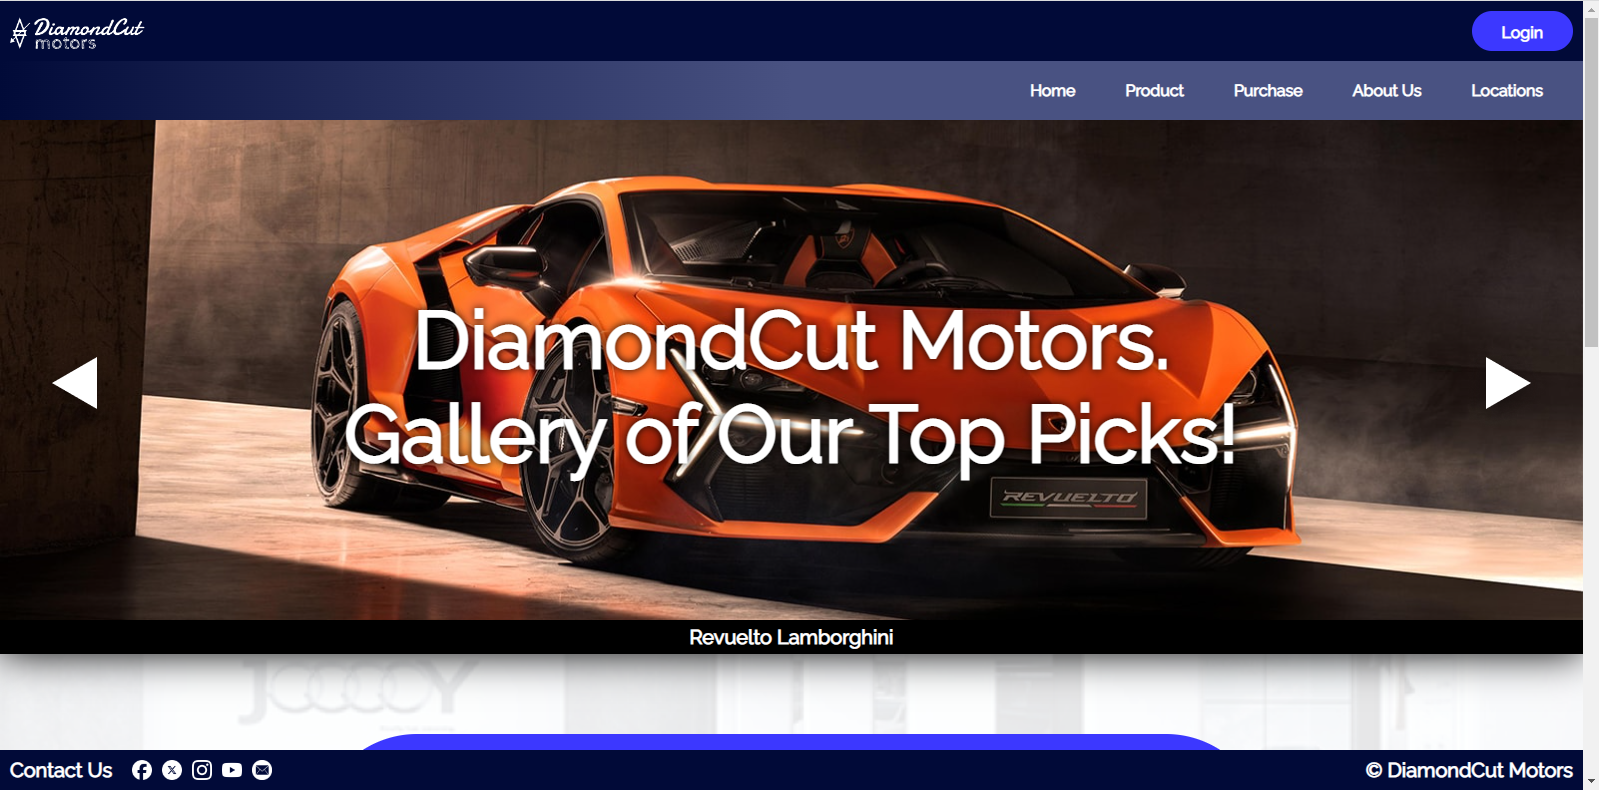 DiamondCut
motors
Login
Home Product Purchase About Us Locations
DiamondCut Motors.
Gallery of Our Top Picks!
REVUELTO
Revuelto Lamborghini
Contact Us
© DiamondCut Motors